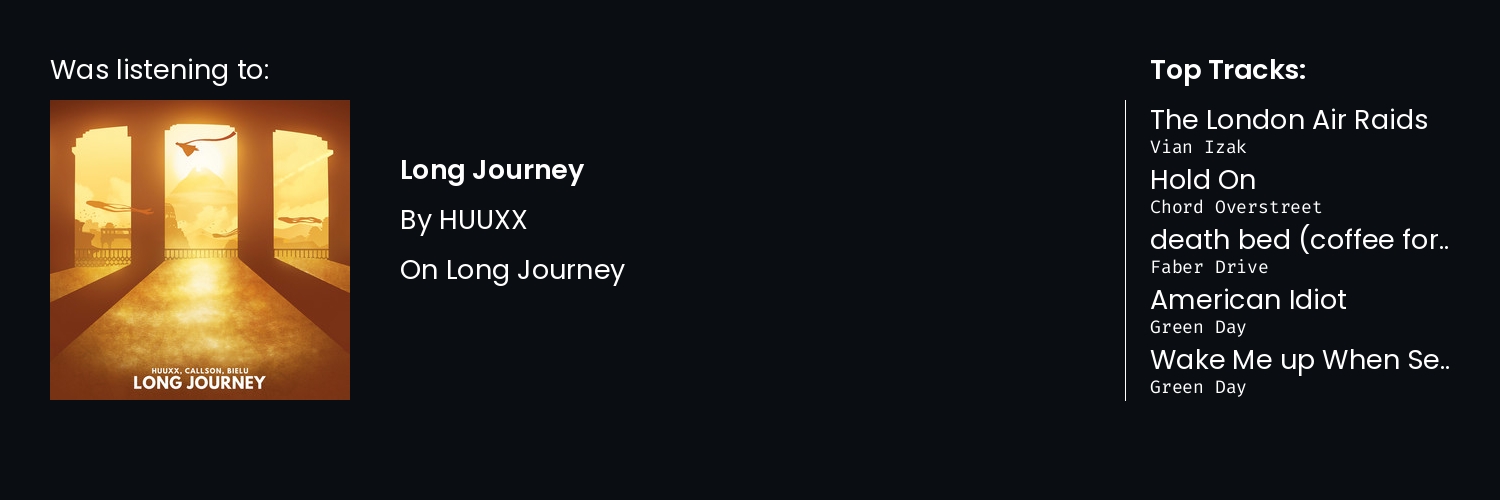 Was listening to:
HUUXX, CALLSON, BIELU
LONG JOURNEY
Long Journey
By HUUXX
On Long Journey
Top Tracks:
The London Air Raids
Vian Izak
Hold On
Chord Overstreet
death bed (coffee for..
Faber Drive
American Idiot
Green Day
Wake Me up When Se..
Green Day